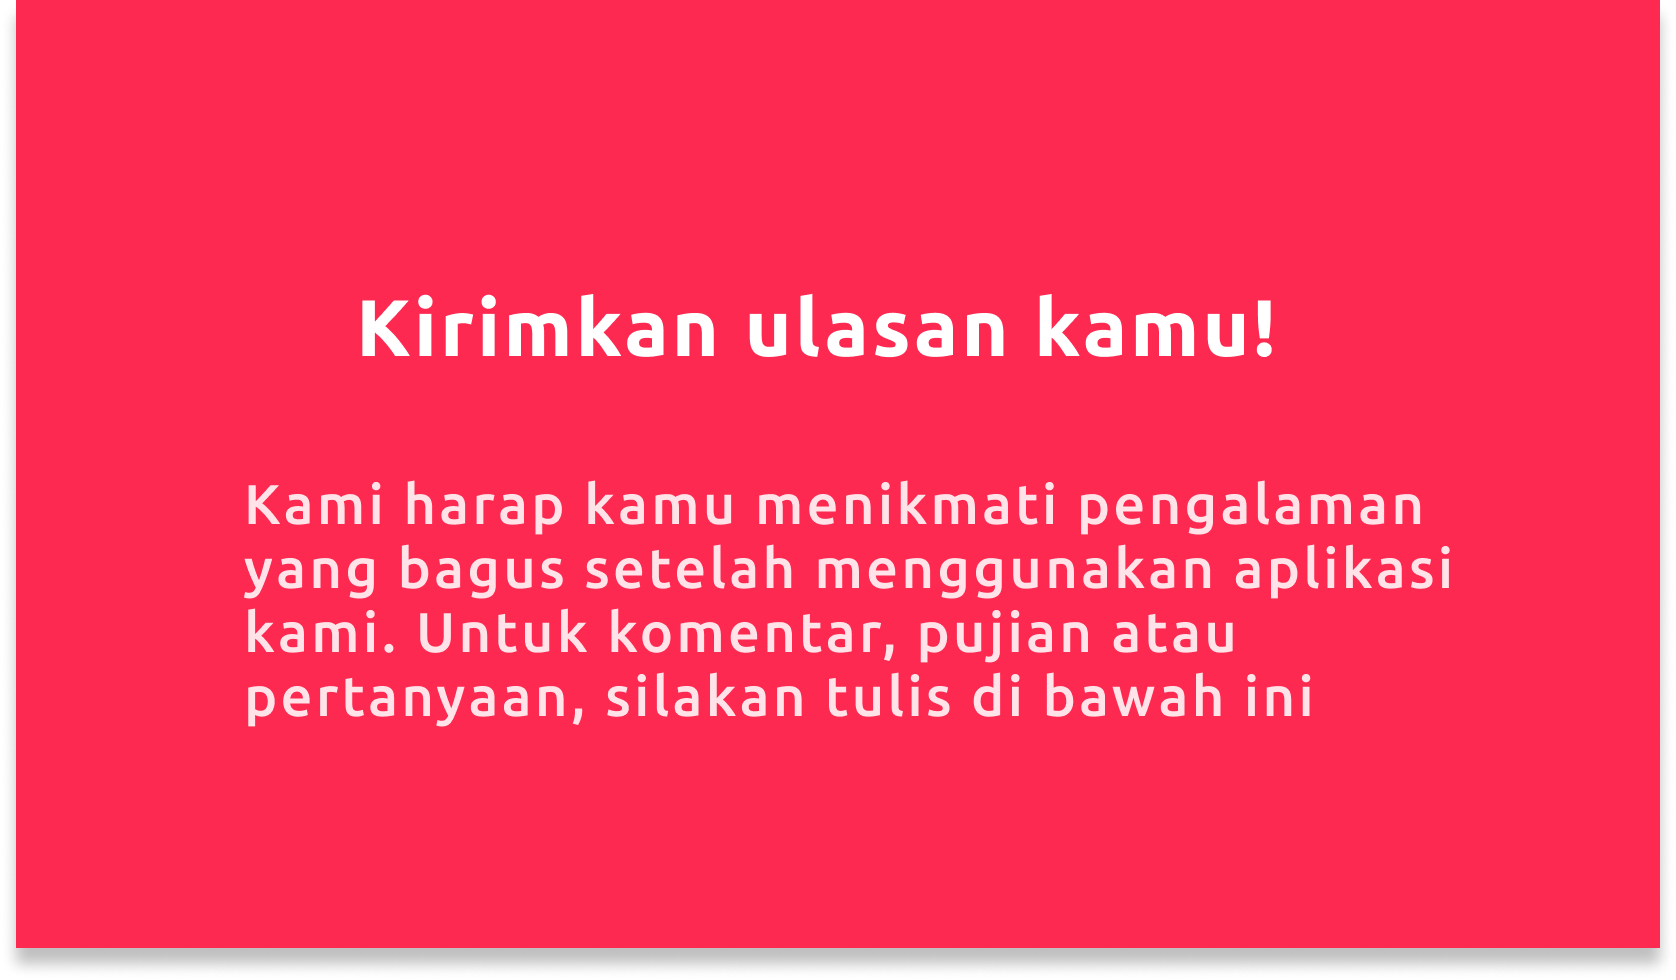 Kirimkan ulasan kamu!
Kami harap kamu menikmati pengalaman
yang bagus setelah menggunakan aplikasi
kami. Untuk komentar, pujian atau
pertanyaan, silakan tulis di bawah ini